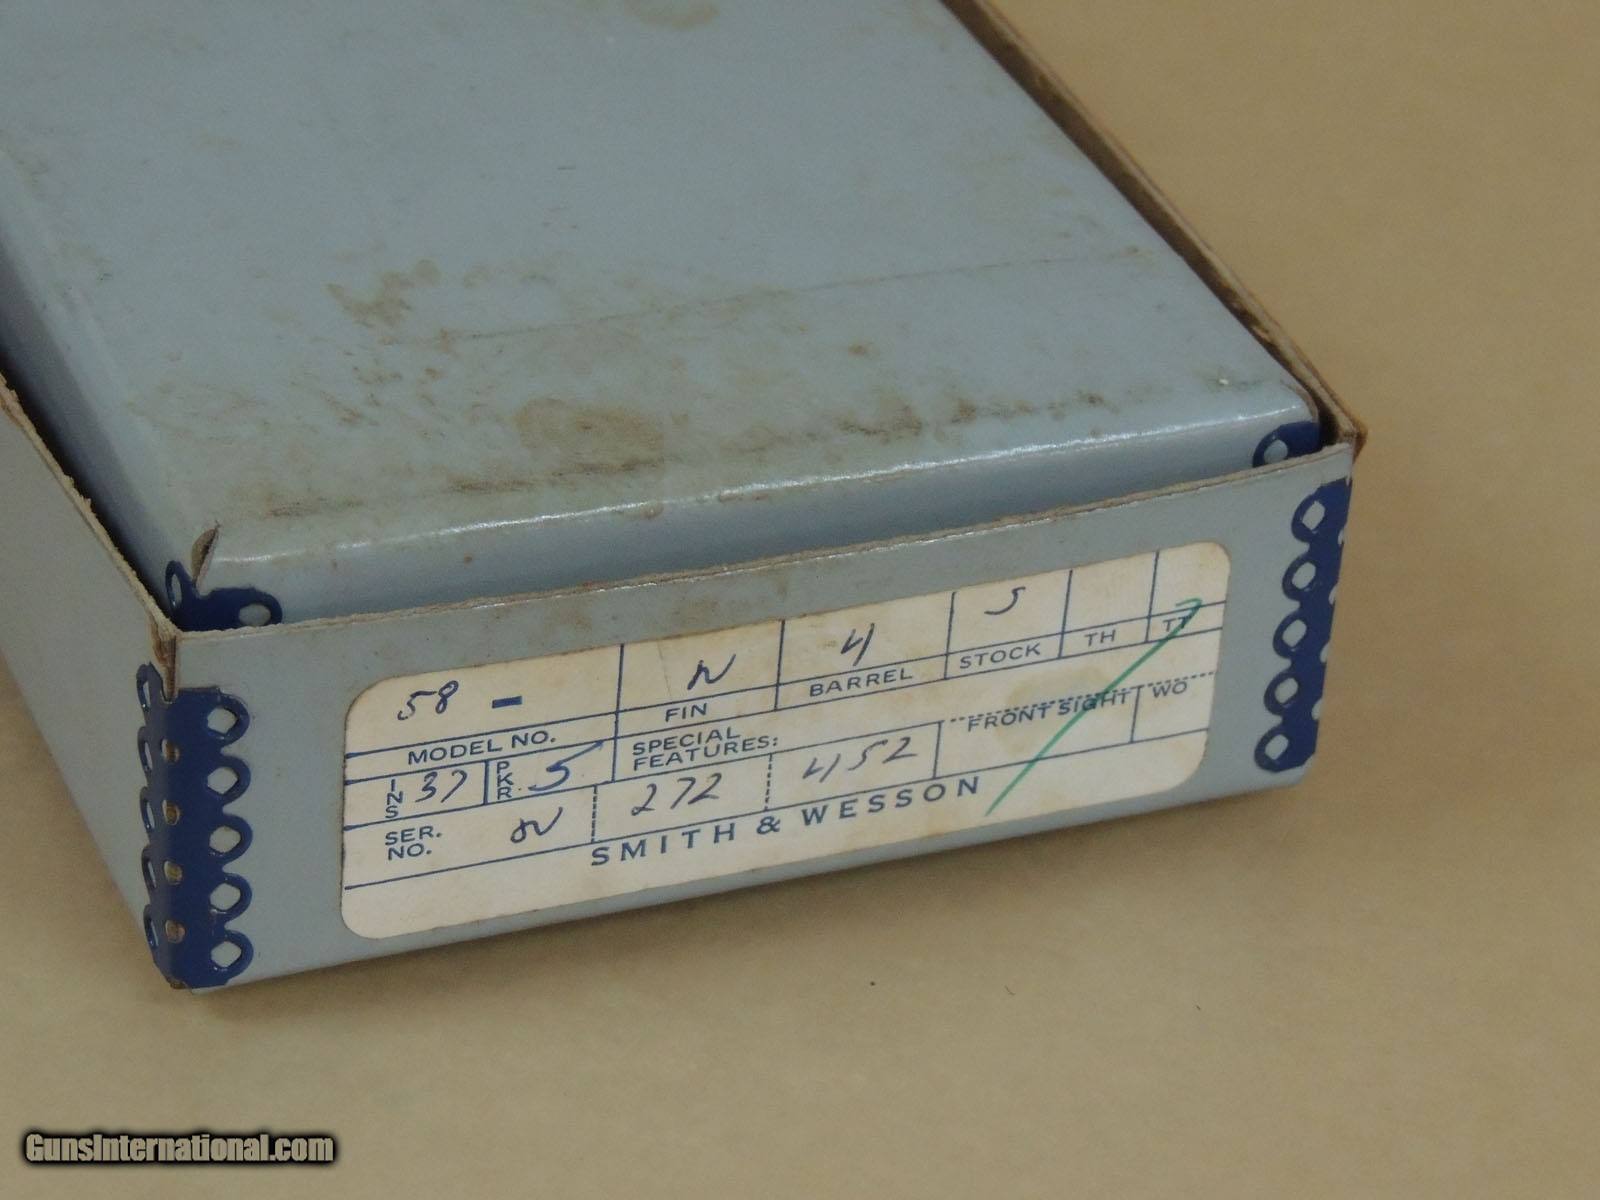 58 - N 4 S
MODEL NO. FIN BARREL STOCK TH TT
INS 37 PKR. 5 SPECIAL FEATURES: FRONT SIGHT WO
SER. NO. N 272 452
SMITH & WESSON
GunsInternational.com